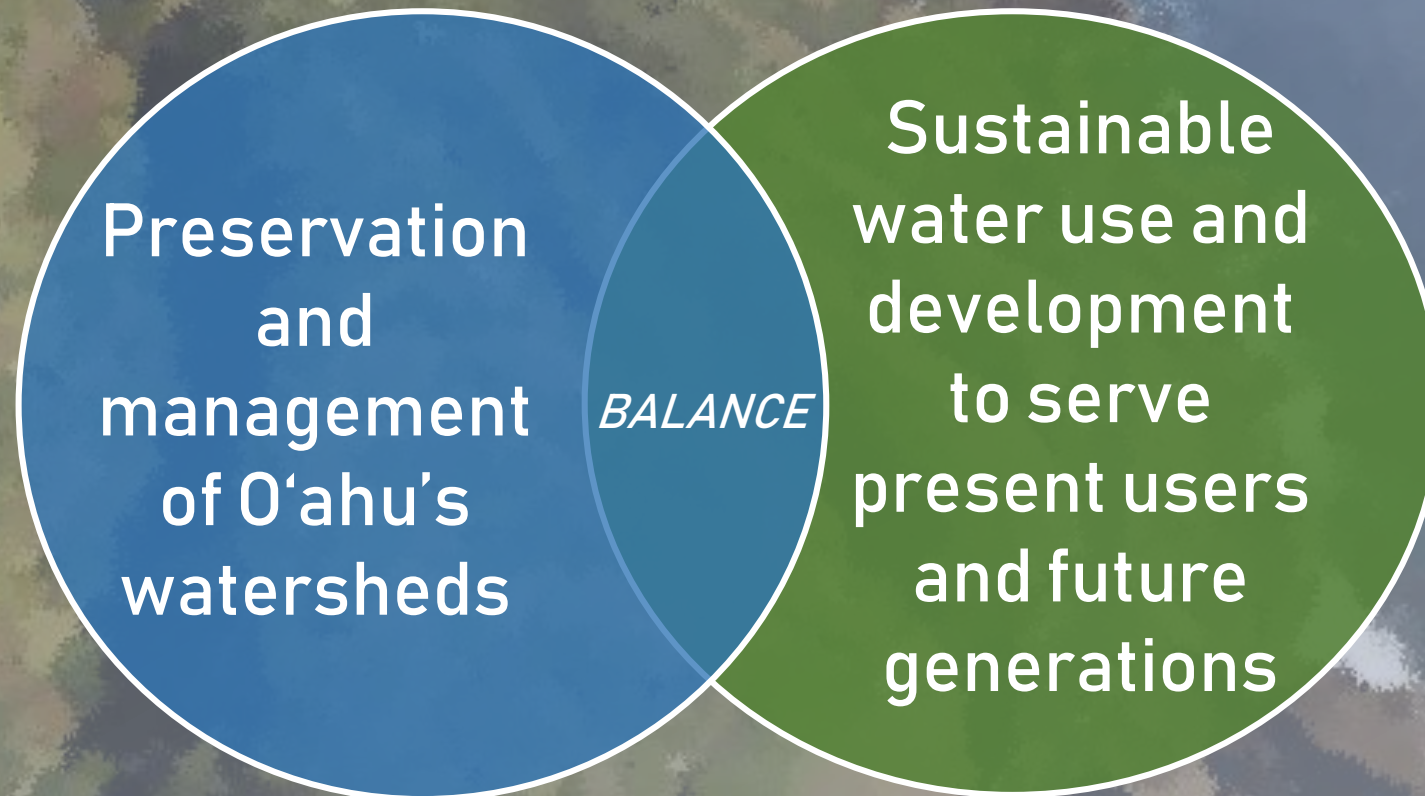 Preservation
and
management
of O‘ahu’s
watersheds
BALANCE
Sustainable
water use and
development
to serve
present users
and future
generations